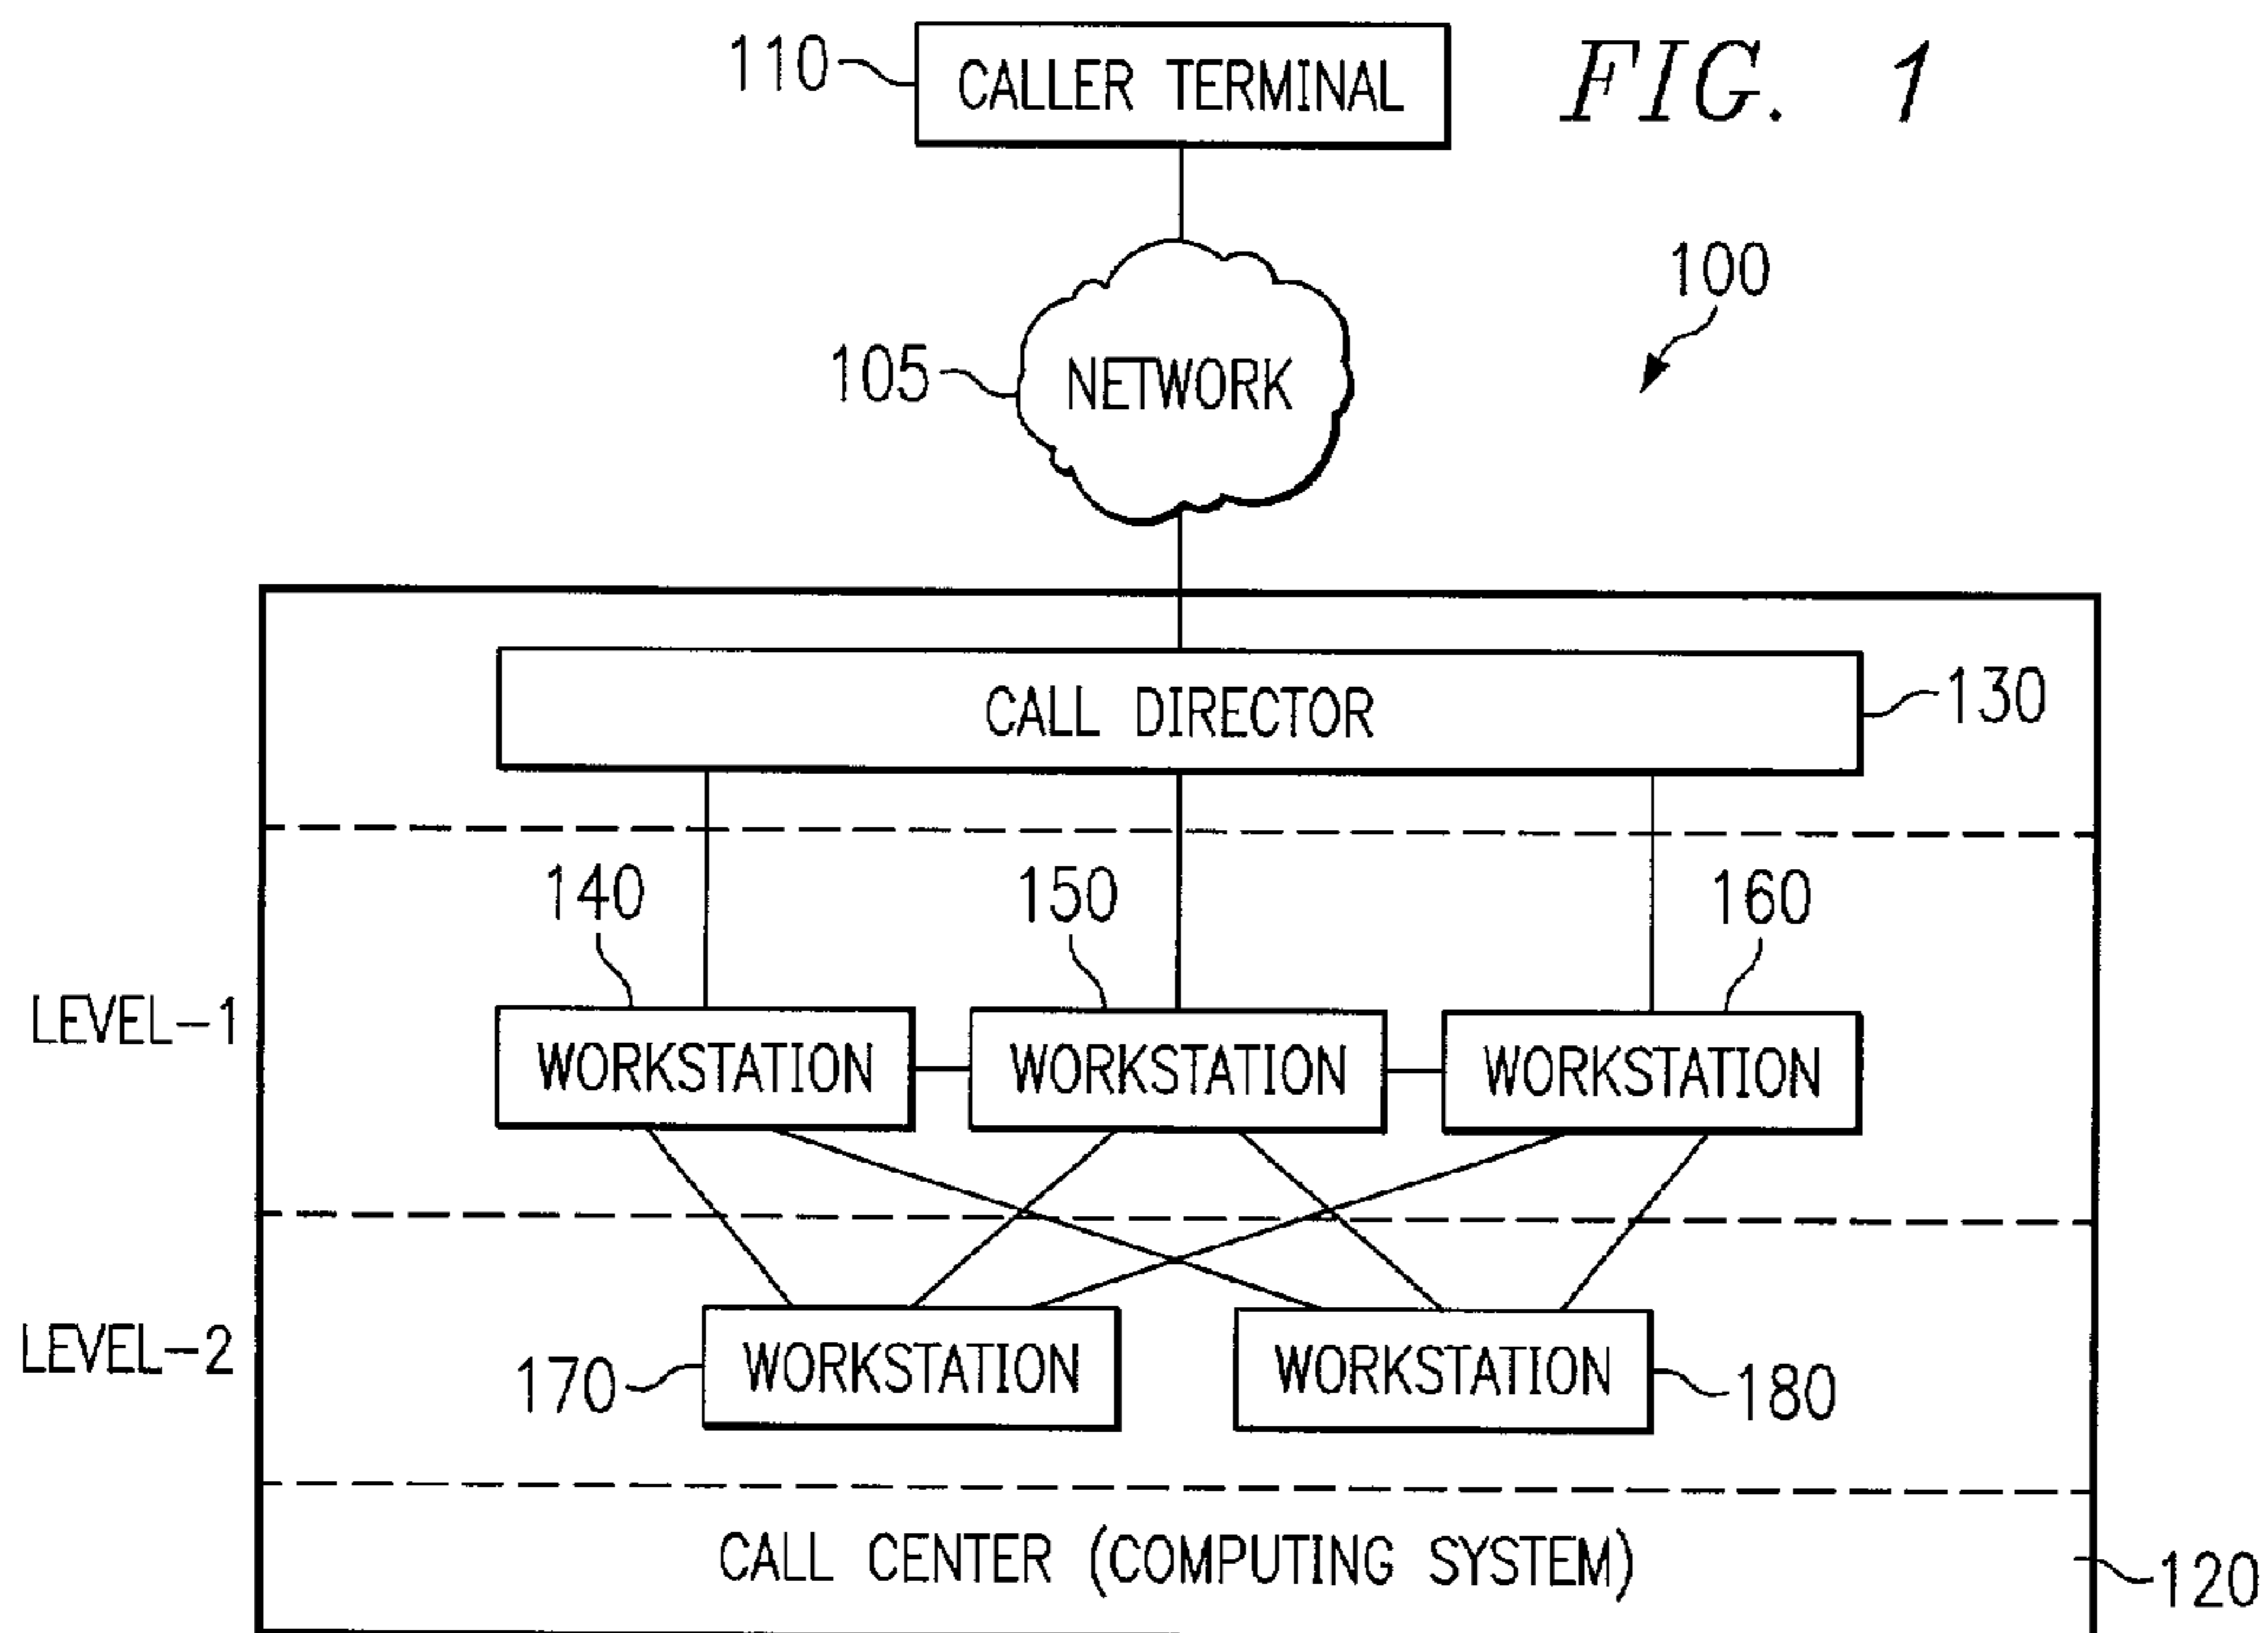 FIG. 1
110
CALLER TERMINAL
100
105
NETWORK
CALL DIRECTOR
130
140
150
160
LEVEL-1
WORKSTATION
WORKSTATION
WORKSTATION
LEVEL-2
170
WORKSTATION
WORKSTATION
180
CALL CENTER (COMPUTING SYSTEM)
120